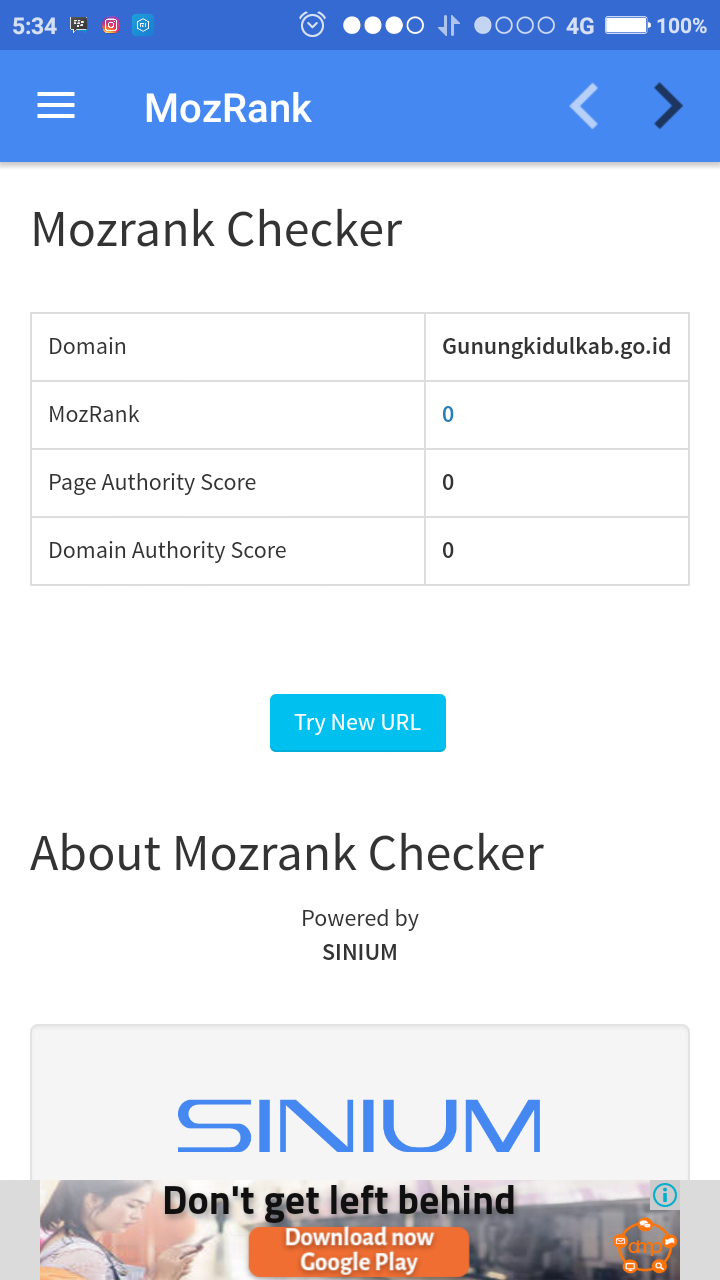 5:34 4G 100%
MozRank
Mozrank Checker
Domain Gunungkidulkab.go.id
MozRank 0
Page Authority Score 0
Domain Authority Score 0
Try New URL
About Mozrank Checker
Powered by
SINIUM
SINIUM
Don't get left behind
Download now
Google Play